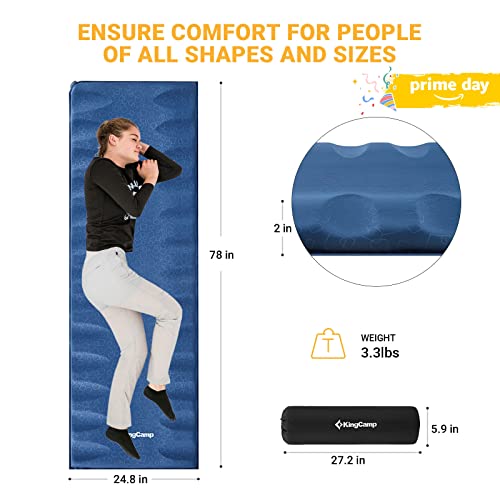 ENSURE COMFORT FOR PEOPLE
OF ALL SHAPES AND SIZES
prime day
78 in
2 in
WEIGHT
3.3lbs
T
KingCamp
5.9 in
27.2 in
KingCamp
24.8 in